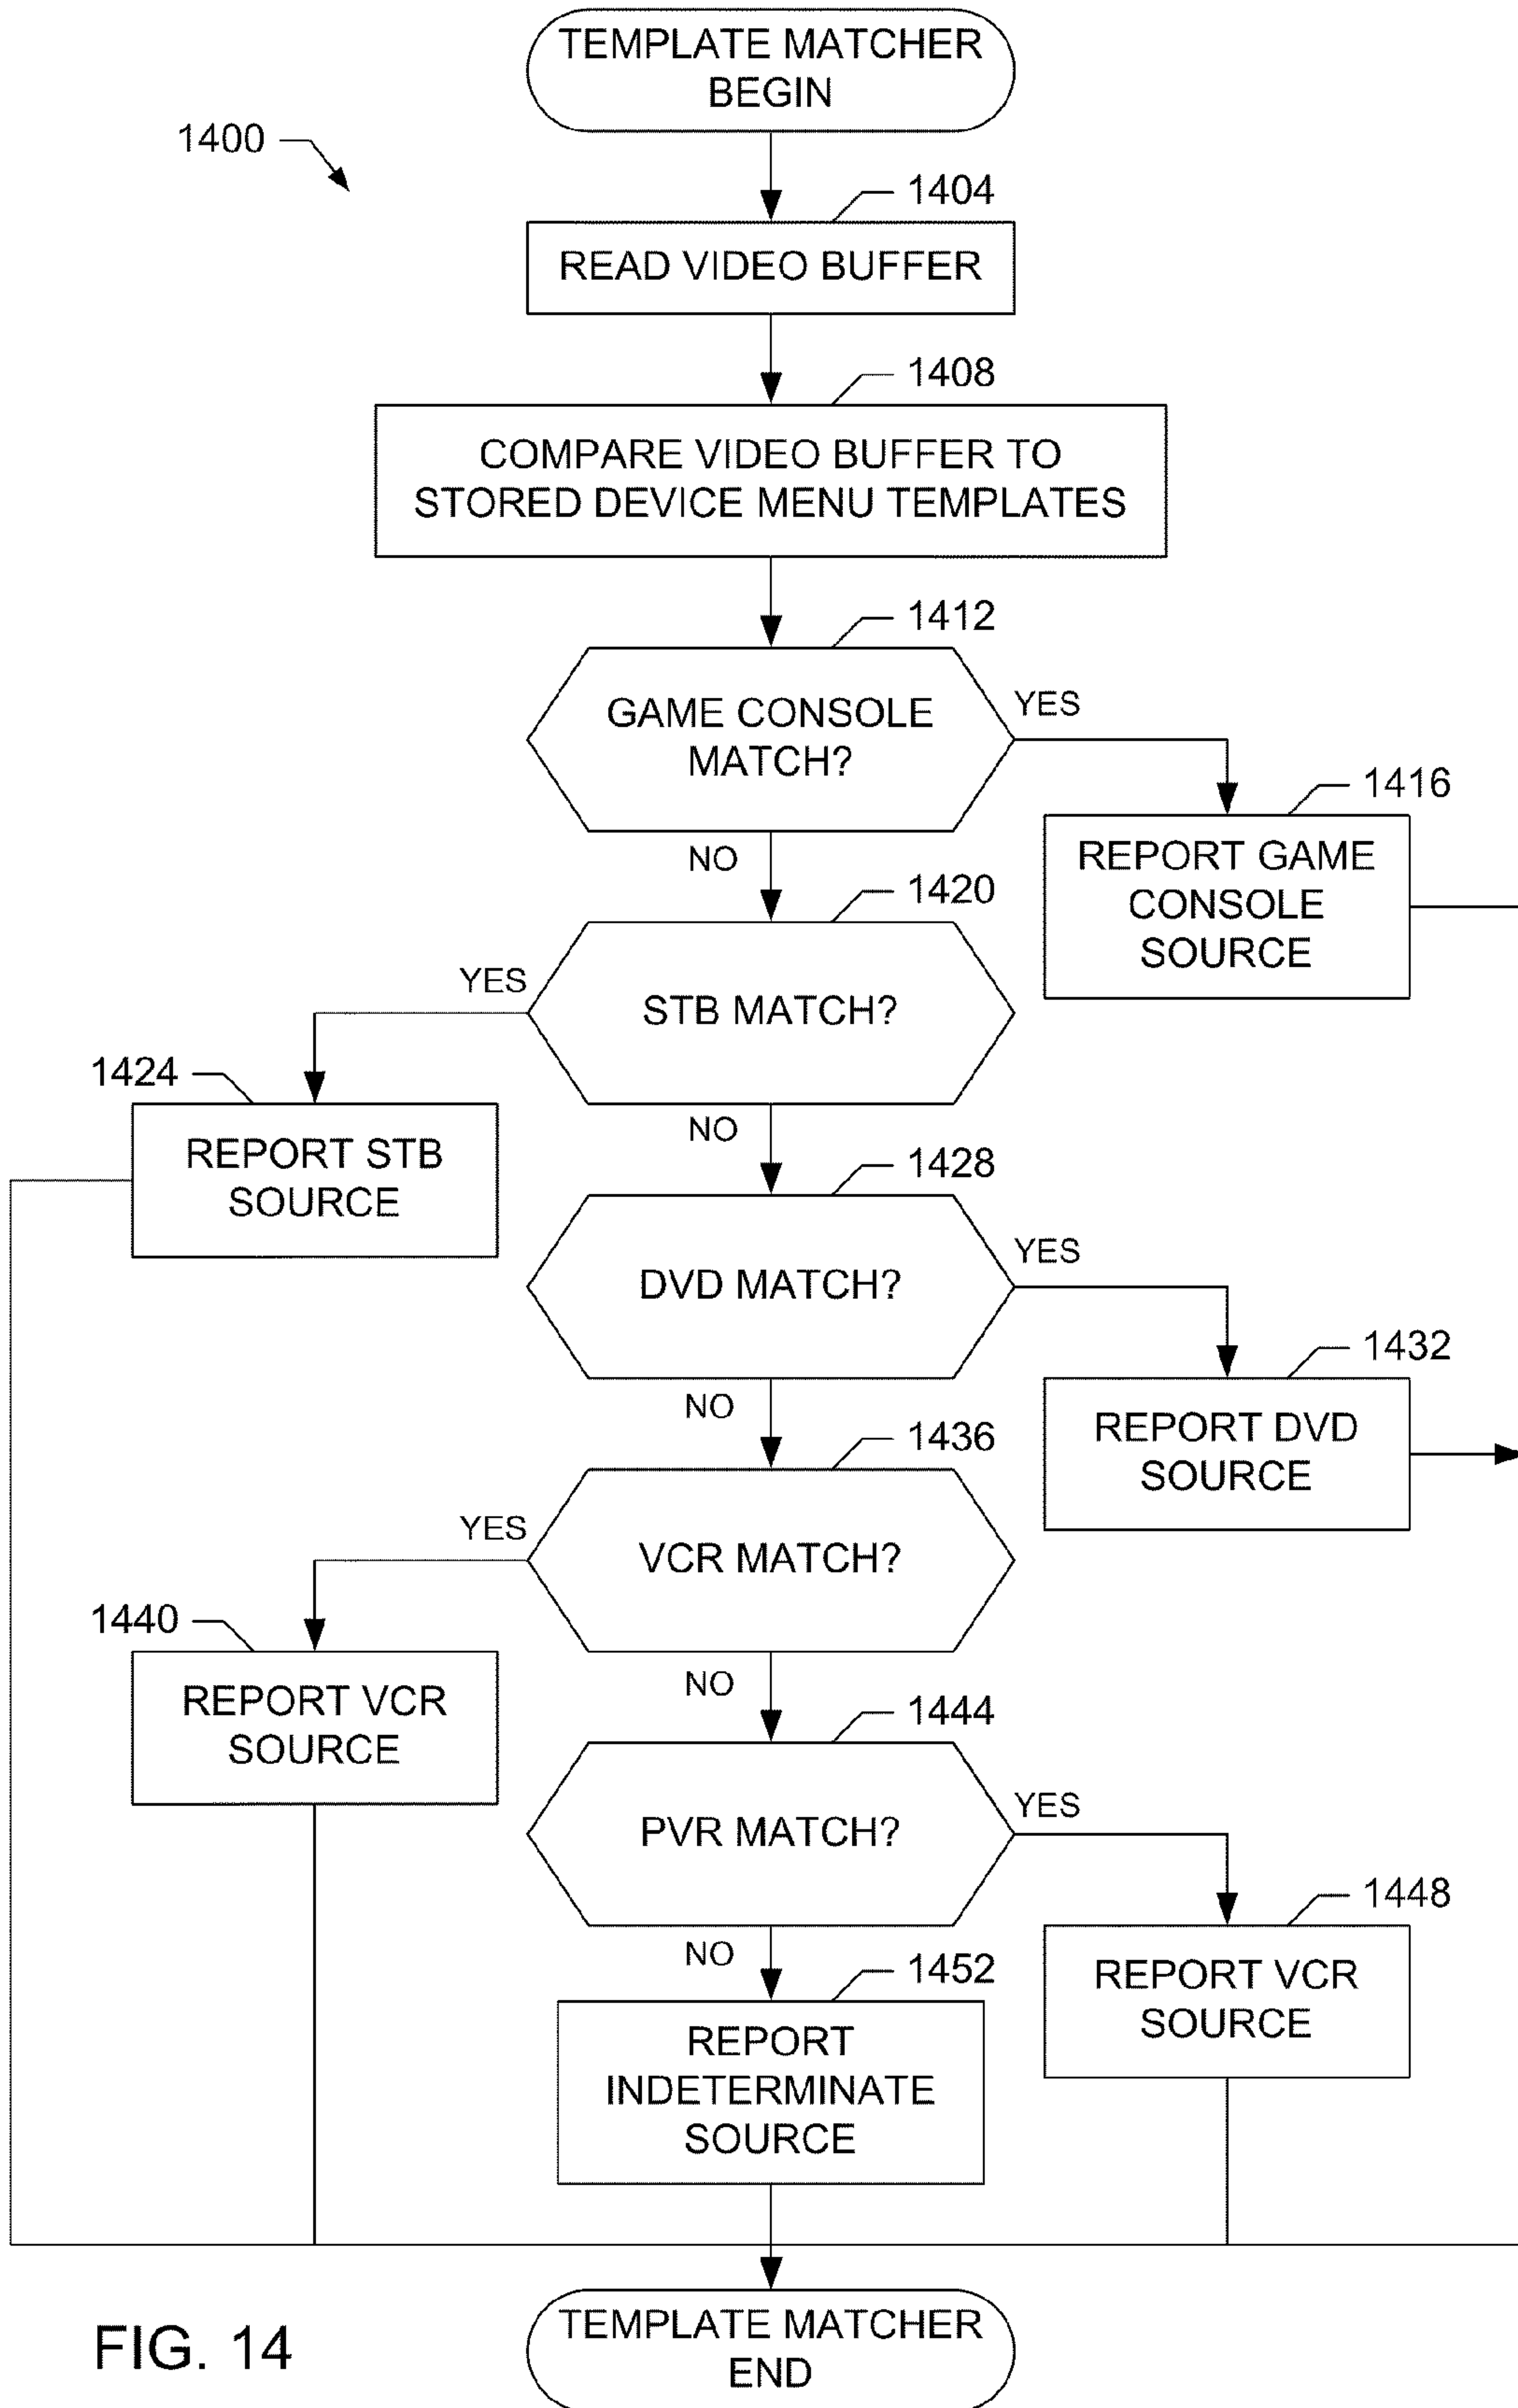 TEMPLATE MATCHER
BEGIN
1400
1404
READ VIDEO BUFFER
1408
COMPARE VIDEO BUFFER TO
STORED DEVICE MENU TEMPLATES
1412
GAME CONSOLE
MATCH?
YES
1416
REPORT GAME
CONSOLE
SOURCE
NO
1420
STB MATCH?
YES
1424
REPORT STB
SOURCE
NO
1428
DVD MATCH?
YES
1432
REPORT DVD
SOURCE
NO
1436
VCR MATCH?
YES
1440
REPORT VCR
SOURCE
NO
1444
PVR MATCH?
YES
1448
REPORT VCR
SOURCE
NO
1452
REPORT
INDETERMINATE
SOURCE
TEMPLATE MATCHER
END
FIG. 14